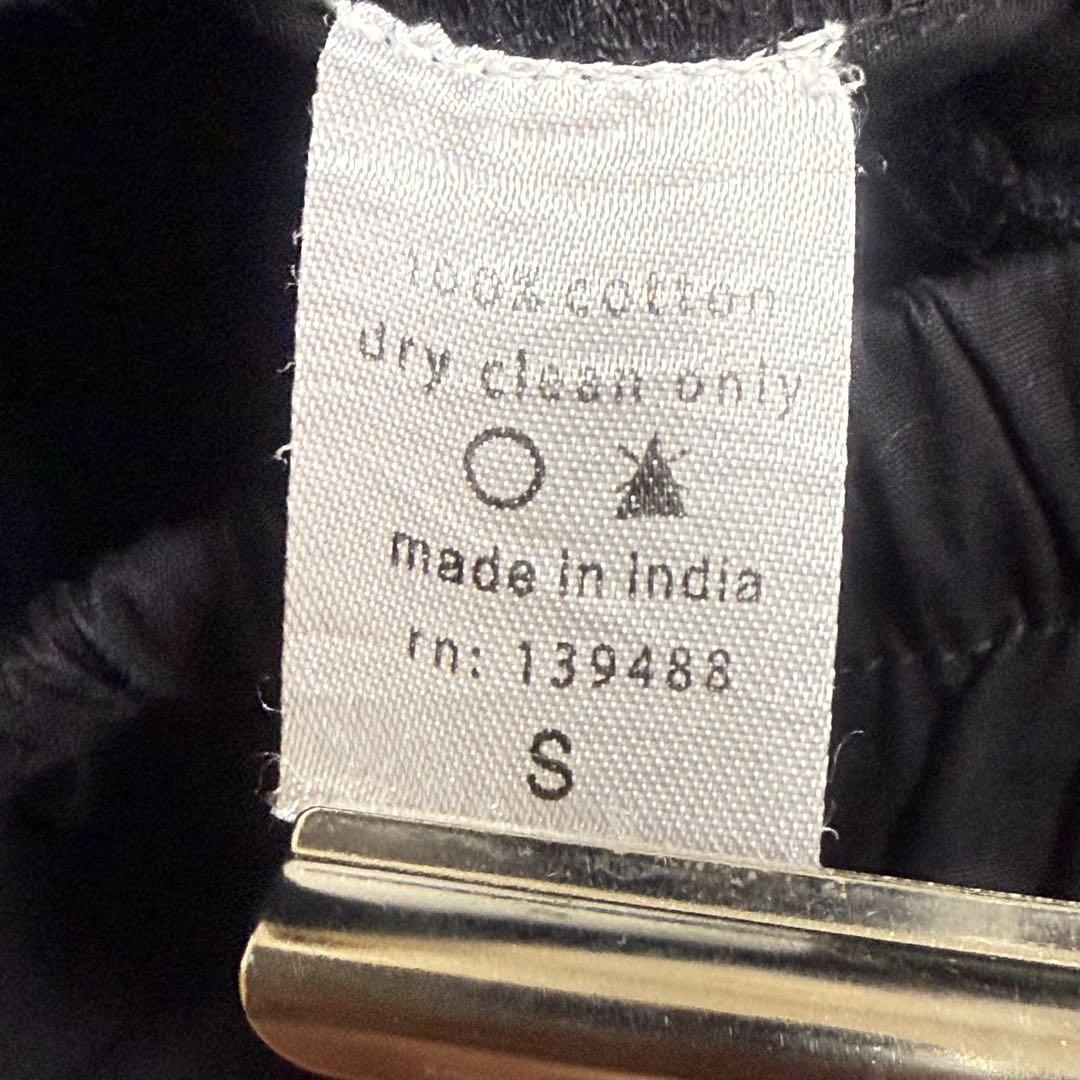 100% cotton
dry clean only
made in India
rn: 139488
S